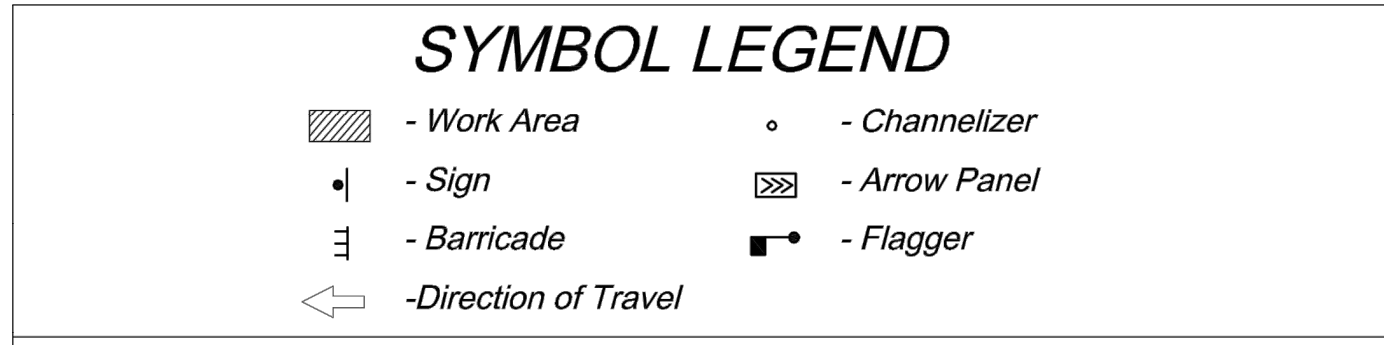 SYMBOL LEGEND
- Work Area
- Channelizer
- Sign
- Arrow Panel
- Barricade
- Flagger
-Direction of Travel